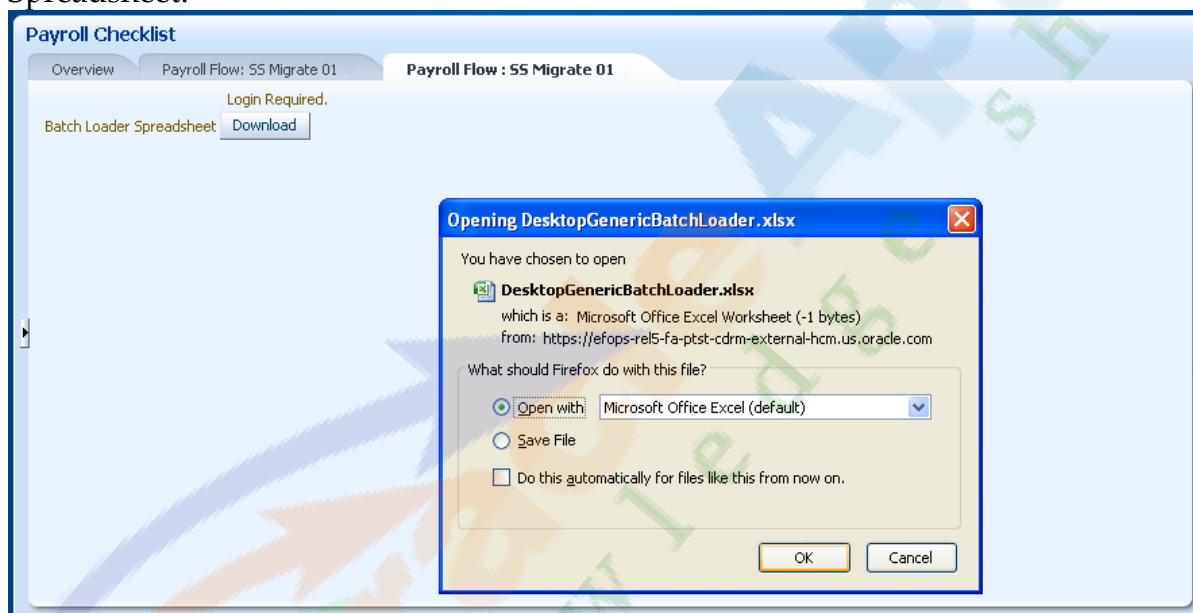 Spreadsheet.
Payroll Checklist
Overview Payroll Flow: SS Migrate 01 Payroll Flow : SS Migrate 01
Login Required.
Batch Loader Spreadsheet Download
Opening DesktopGenericBatchLoader.xlsx
You have chosen to open
DesktopGenericBatchLoader.xlsx
which is a: Microsoft Office Excel Worksheet (-1 bytes)
from: https://efops-rel5-fa-ptst-cdrm-external-hcm.us.oracle.com
What should Firefox do with this file?
Open with Microsoft Office Excel (default)
Save File
Do this automatically for files like this from now on.
OK Cancel